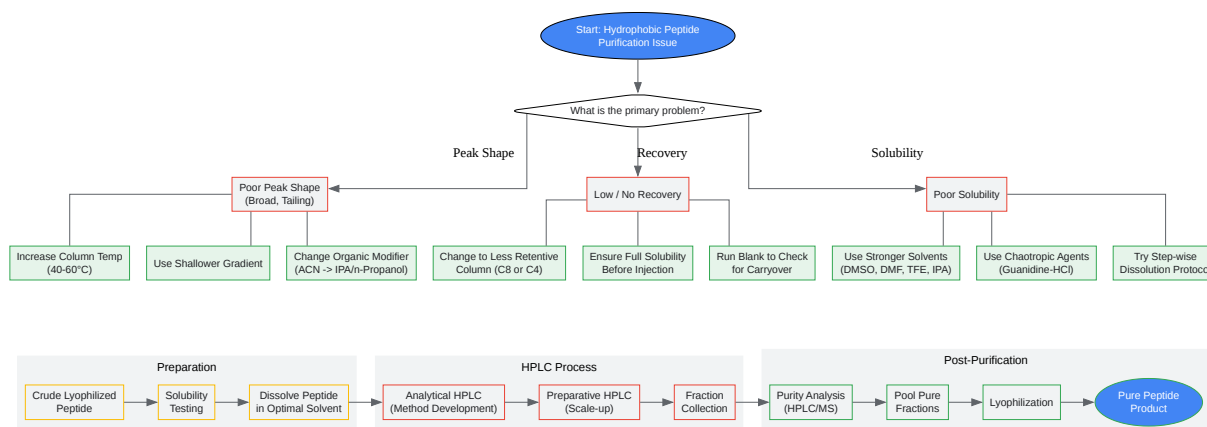 Start: Hydrophobic Peptide
Purification Issue
What is the primary problem?
Peak Shape
Recovery
Solubility
Poor Peak Shape
(Broad, Tailing)
Low / No Recovery
Poor Solubility
Increase Column Temp
(40-60°C)
Use Shallower Gradient
Change Organic Modifier
(ACN -> IPA/n-Propanol)
Change to Less Retentive
Column (C8 or C4)
Ensure Full Solubility
Before Injection
Run Blank to Check
for Carryover
Use Stronger Solvents
(DMSO, DMF, TFE, IPA)
Use Chaotropic Agents
(Guanidine-HCl)
Try Step-wise
Dissolution Protoco
Preparation
Crude Lyophilized
Peptide
Solubility
Testing
Dissolve Peptide
in Optimal Solvent
HPLC Process
Analytical HPLC
(Method Development)
Preparative HPLC
(Scale-up)
Fraction
Collection
Post-Purification
Purity Analysis
(HPLC/MS)
Pool Pure
Fractions
Lyophilization
Pure Peptide
Product